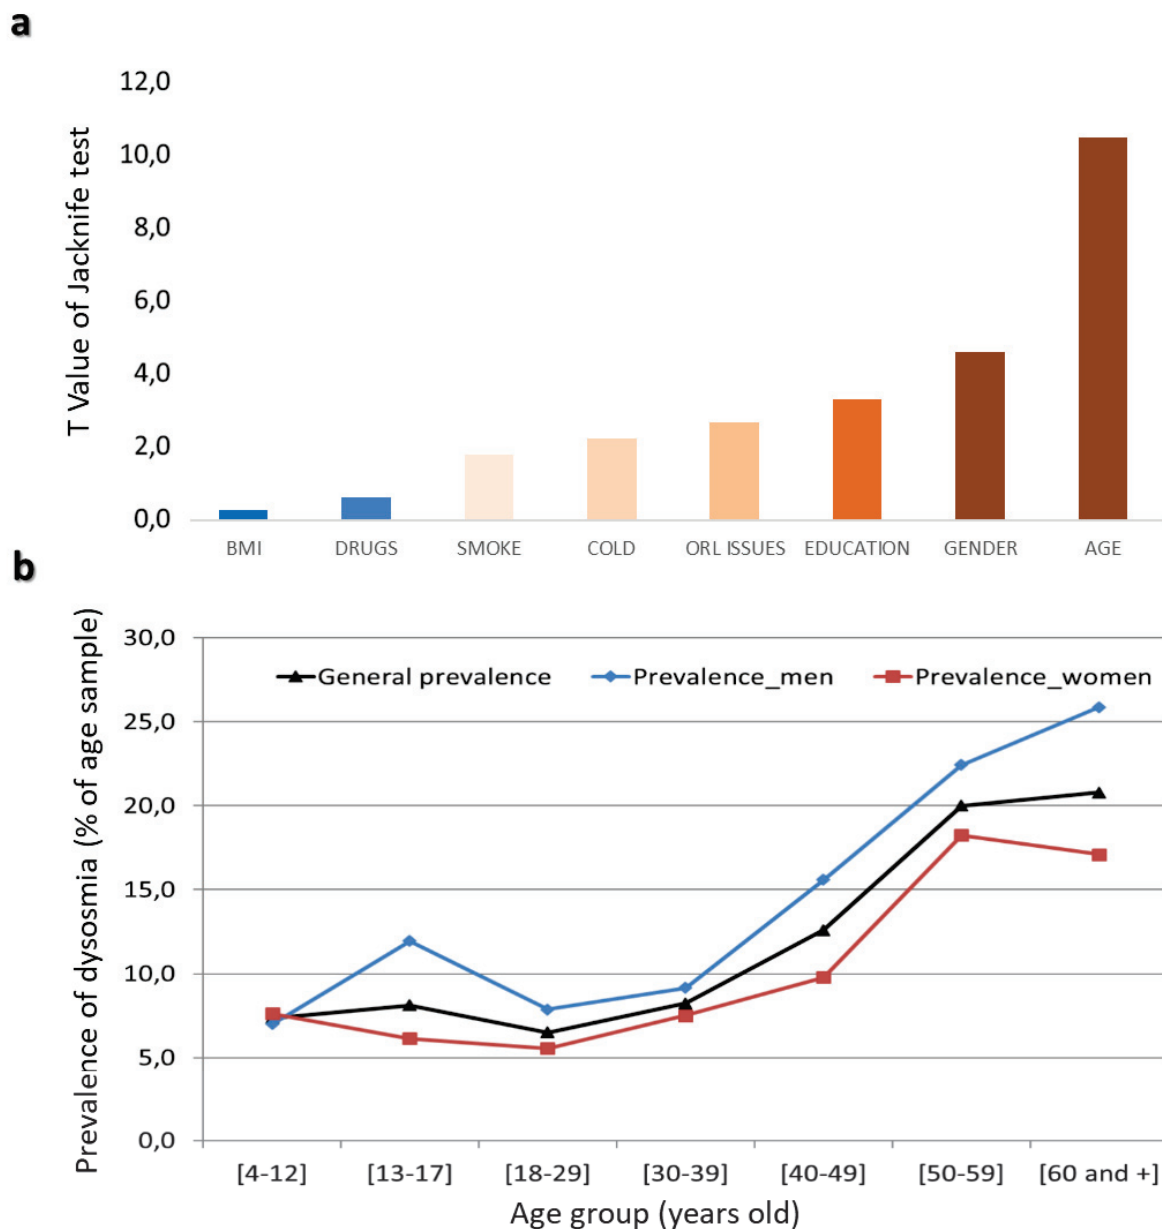 a
T Value of Jacknife test
12,0
10,0
8,0
6,0
4,0
2,0
0,0
BMI DRUGS SMOKE COLD ORL ISSUES EDUCATION GENDER AGE
b
Prevalence of dysosmia (% of age sample)
30,0
25,0
20,0
15,0
10,0
5,0
0,0
General prevalence Prevalence_men Prevalence_women
[4-12] [13-17] [18-29] [30-39] [40-49] [50-59] [60 and +]
Age group (years old)